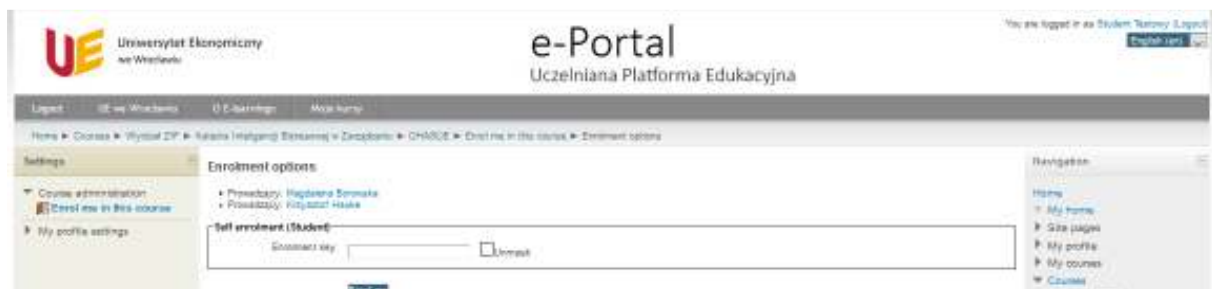 UE
Uniwersytet Ekonomiczny
we Wrocławiu
e-Portal
Uczelniana Platforma Edukacyjna
You are logged in as Student Testowy (Logout)
English (en)
Logout UE we Wrocławiu O E-learningu Moje kursy
Home ► Courses ► Wydział ZIF ► Katedra Inteligencji Biznesowej w Zarządzaniu ► ► Enrol me in this course ► Enrolment options
Settings
Course administration
Enrol me in this course
My profile settings
Enrolment options
Prowadzący: Magdalena
Prowadzący: Krzysztof Hauke
Self enrolment (Student)
Enrolment key Unmask
Navigation
Home
My home
Site pages
My profile
My courses
Courses